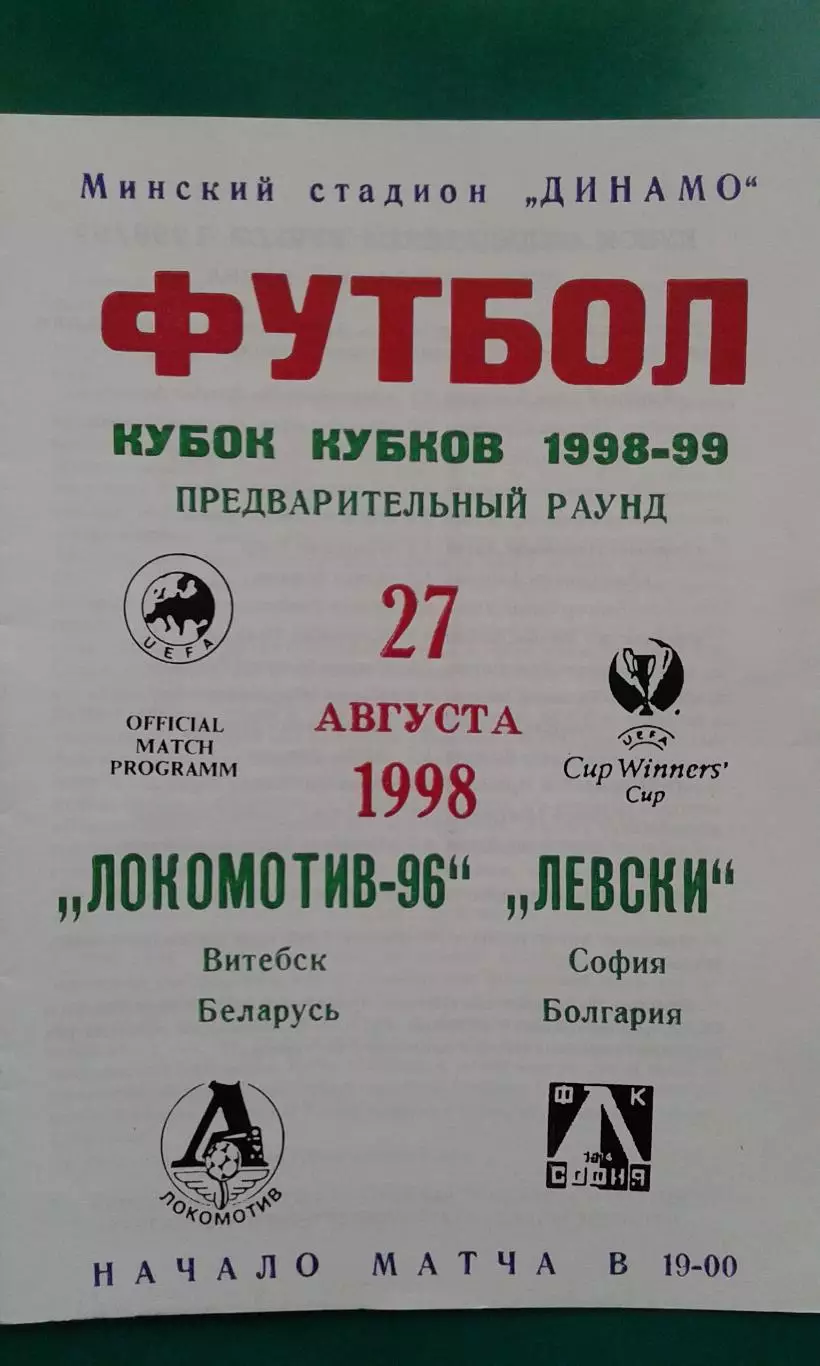 Минский стадион „ДИНАМО“
ФУТБОЛ
КУБОК КУБКОВ 1998-99
ПРЕДВАРИТЕЛЬНЫЙ РАУНД
UEFA
OFFICIAL
MATCH
PROGRAMM
27
АВГУСТА
1998
UEFA
Cup Winners'
Cup
„ЛОКОМОТИВ-96“
Витебск
Беларусь
„ЛЕВСКИ“
София
Болгария
Л
ЛОКОМОТИВ
Ф К
НАЧАЛО МАТЧА В 19-00